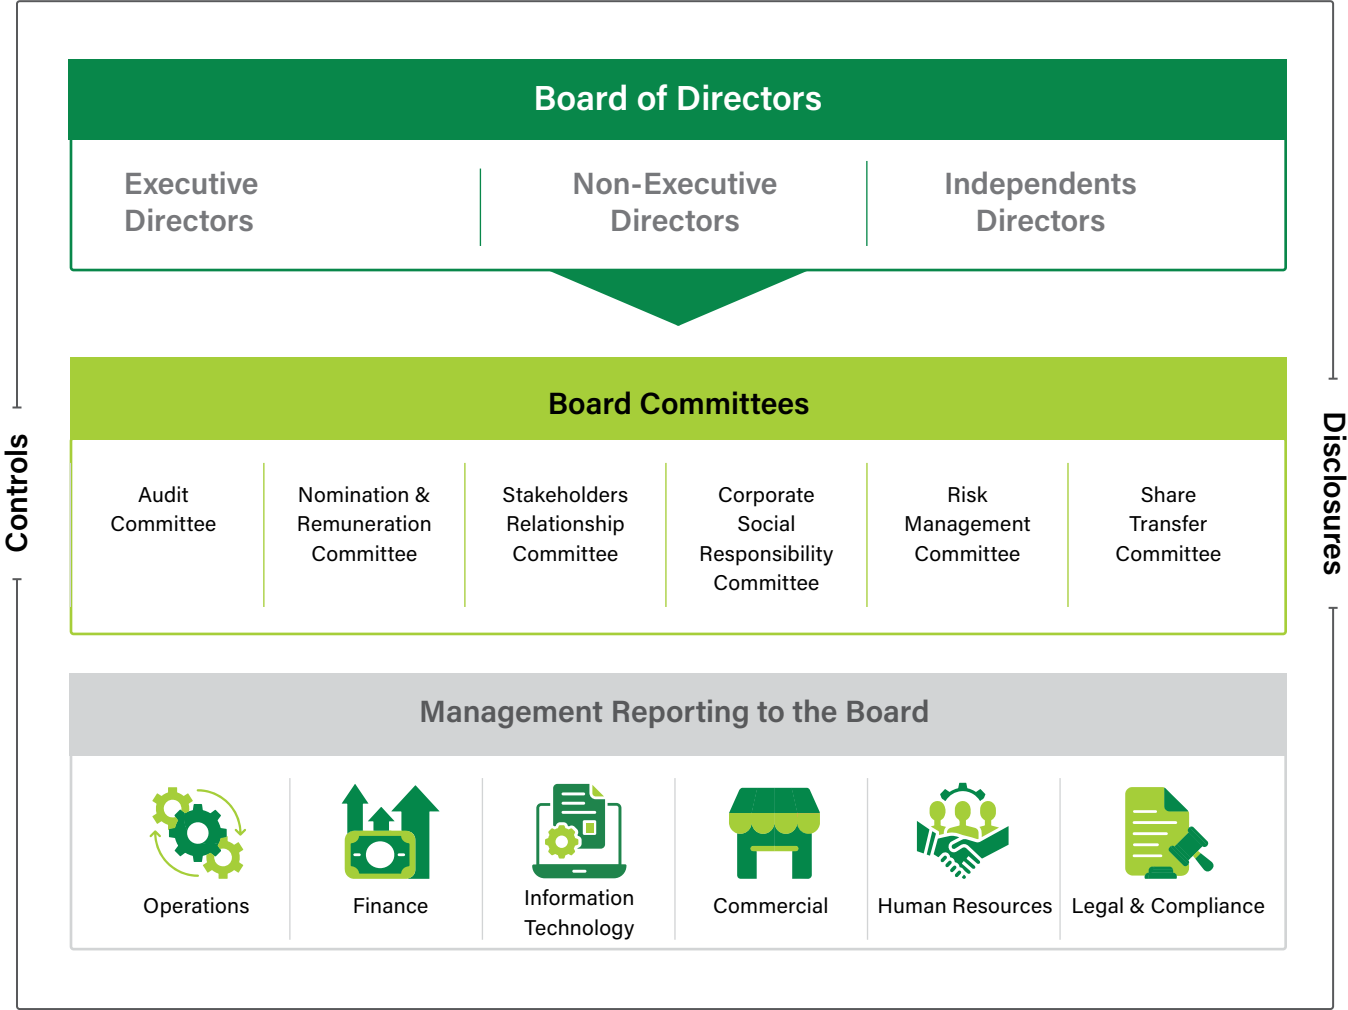 Board of Directors
Executive
Directors
Non-Executive
Directors
Independents
Directors
Controls
Disclosures
Board Committees
Audit
Committee
Nomination &
Remuneration
Committee
Stakeholders
Relationship
Committee
Corporate
Social
Responsibility
Committee
Risk
Management
Committee
Share
Transfer
Committee
Management Reporting to the Board
Operations
Finance
Information
Technology
Commercial
Human Resources
Legal & Compliance